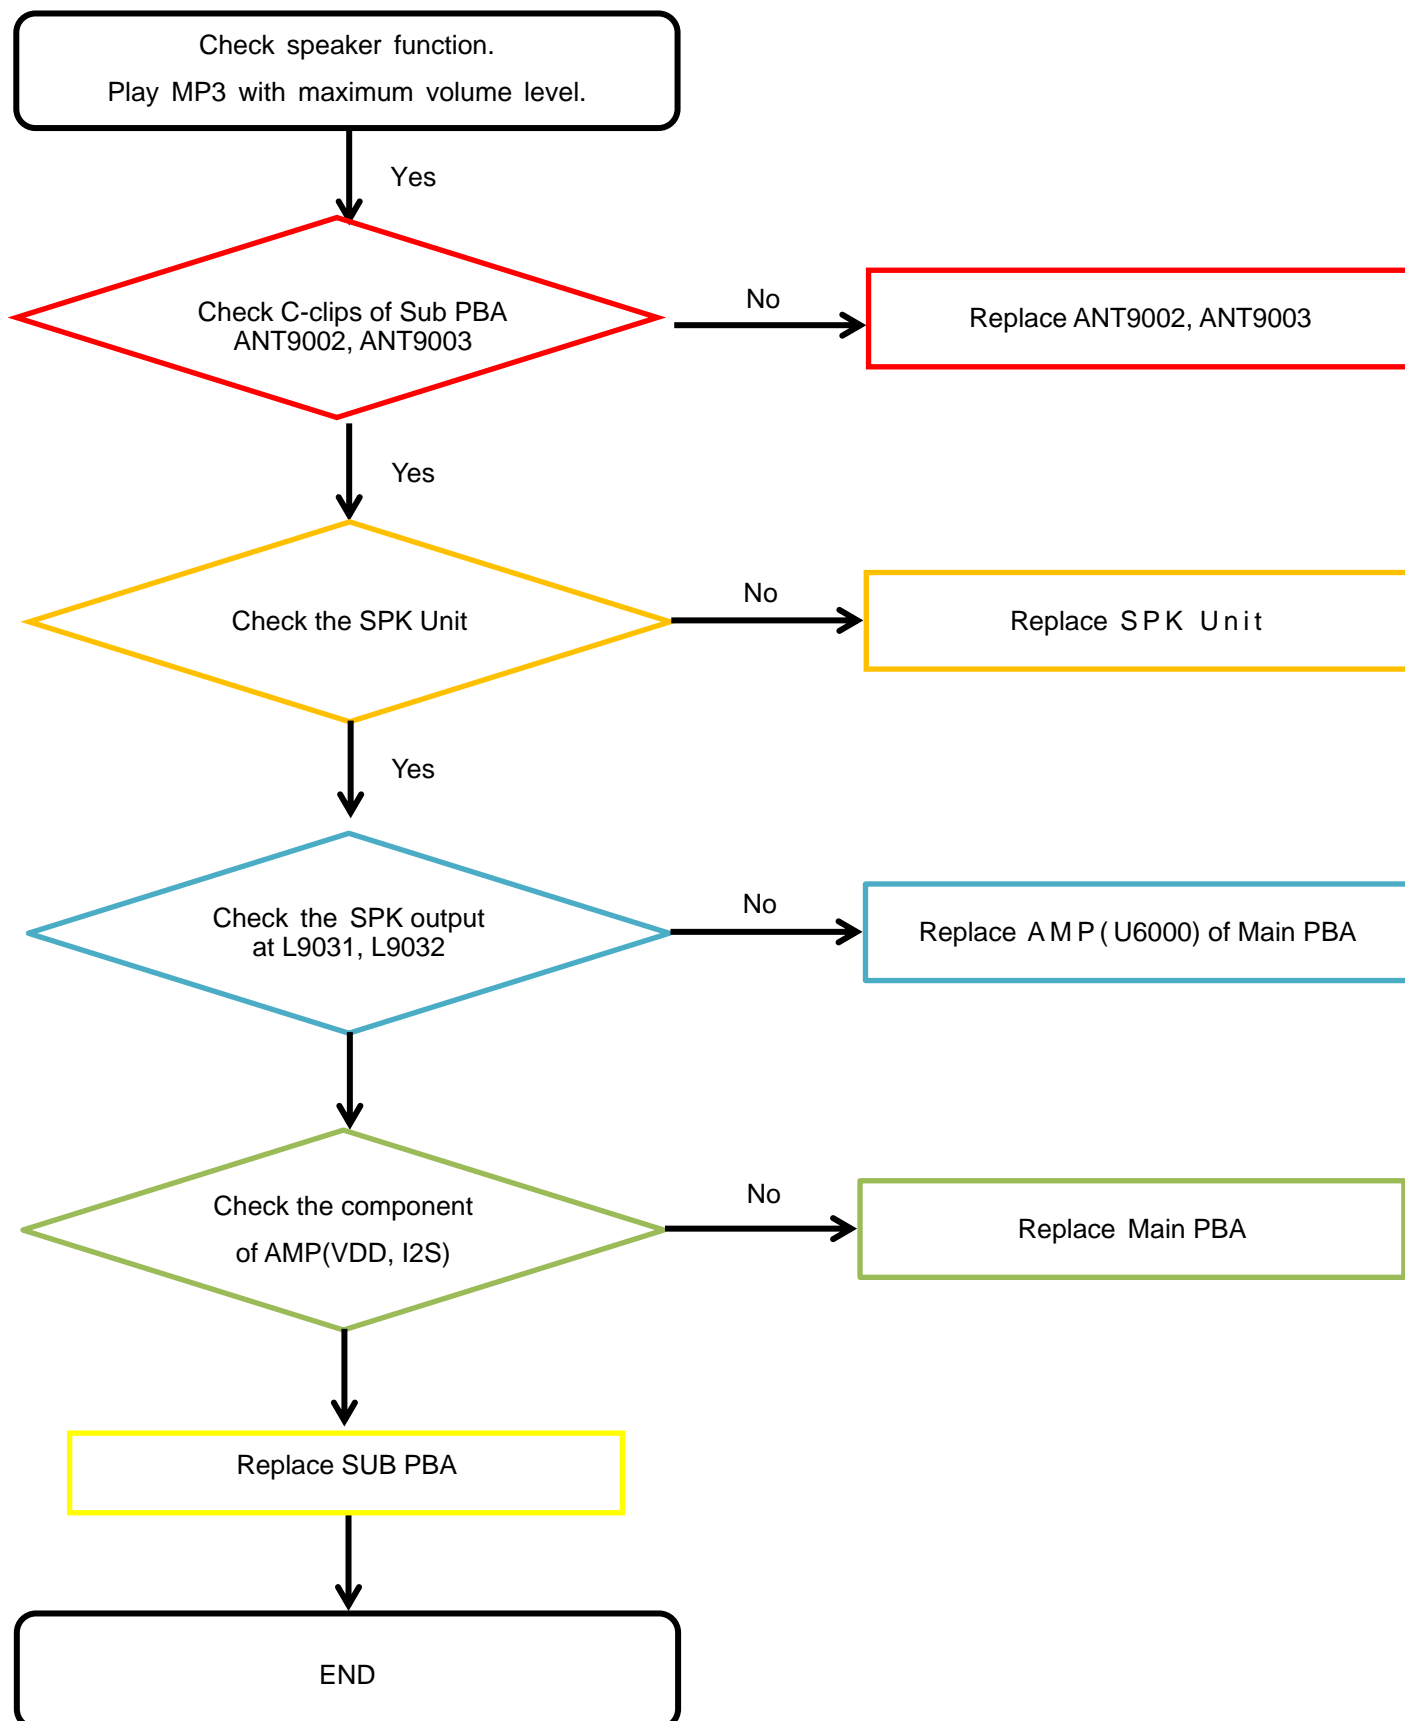 Check speaker function.
Play MP3 with maximum volume level.
Yes
Check C-clips of Sub PBA
ANT9002, ANT9003
No
Replace ANT9002, ANT9003
Yes
Check the SPK Unit
No
Replace SPK Unit
Yes
Check the SPK output
at L9031, L9032
No
Replace AMP(U6000) of Main PBA
Check the component
of AMP(VDD, I2S)
No
Replace Main PBA
Replace SUB PBA
END